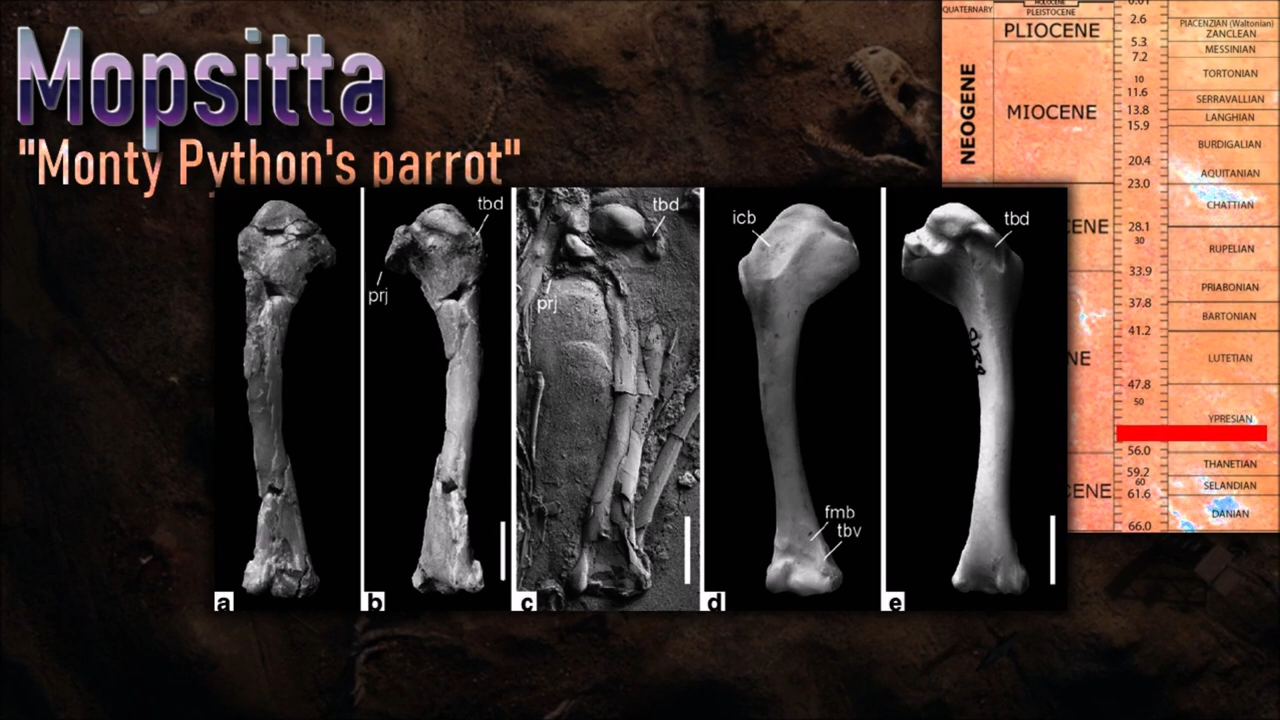 Mopsitta
"Monty Python's parrot"
QUATERNARY
HOLOCENE
PLEISTOCENE
0.01
2.6
PIACENZIAN (Waltonian)
PLIOCENE
ZANCLEAN
5.3
MESSINIAN
7.2
NEOGENE
TORTONIAN
10
11.6
SERRAVALLIAN
MIOCENE
13.8
LANGHIAN
15.9
BURDIGALIAN
20.4
AQUITANIAN
23.0
CHATTIAN
CENE
28.1
30
RUPELIAN
33.9
PRIABONIAN
37.8
BARTONIAN
41.2
NE
LUTETIAN
47.8
50
YPRESIAN
56.0
THANETIAN
59.2
60
CENE
SELANDIAN
61.6
DANIAN
66.0
tbd
prj
tbd
prj
icb
fmb
tbv
tbd
a
b
c
d
e